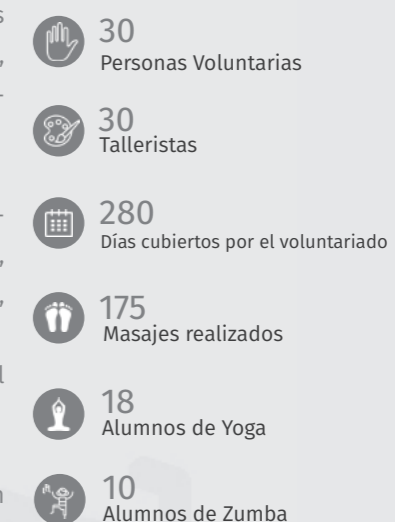 30
Personas Voluntarias
30
Talleristas
280
Días cubiertos por el voluntariado
175
Masajes realizados
18
Alumnos de Yoga
10
Alumnos de Zumba